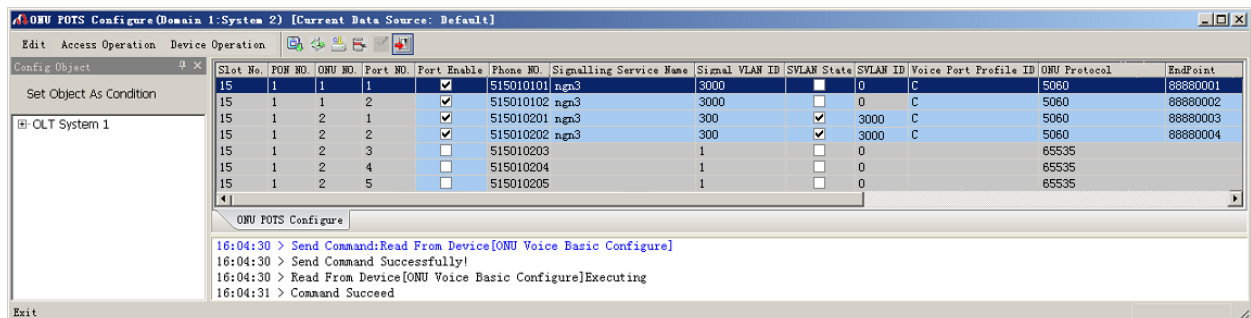 ONU POTS Configure(Domain 1:System 2) [Current Data Source: Default]
Edit Access Operation Device Operation
Config Object
Set Object As Condition
OLT System 1
Slot No. PON NO. ONU NO. Port NO. Port Enable Phone NO. Signalling Service Name Signal VLAN ID SVLAN State SVLAN ID Voice Port Profile ID ONU Protocol EndPoint
15 1 1 1 515010101 ngn3 3000 0 C 5060 88880001
15 1 1 2 515010102 ngn3 3000 0 C 5060 88880002
15 1 2 1 515010201 ngn3 300 3000 C 5060 88880003
15 1 2 2 515010202 ngn3 300 3000 C 5060 88880004
15 1 2 3 515010203 1 0 65535
15 1 2 4 515010204 1 0 65535
15 1 2 5 515010205 1 0 65535
ONU POTS Configure
16:04:30 > Send Command:Read From Device[ONU Voice Basic Configure]
16:04:30 > Send Command Successfully!
16:04:30 > Read From Device[ONU Voice Basic Configure]Executing
16:04:31 > Command Succeed
Exit